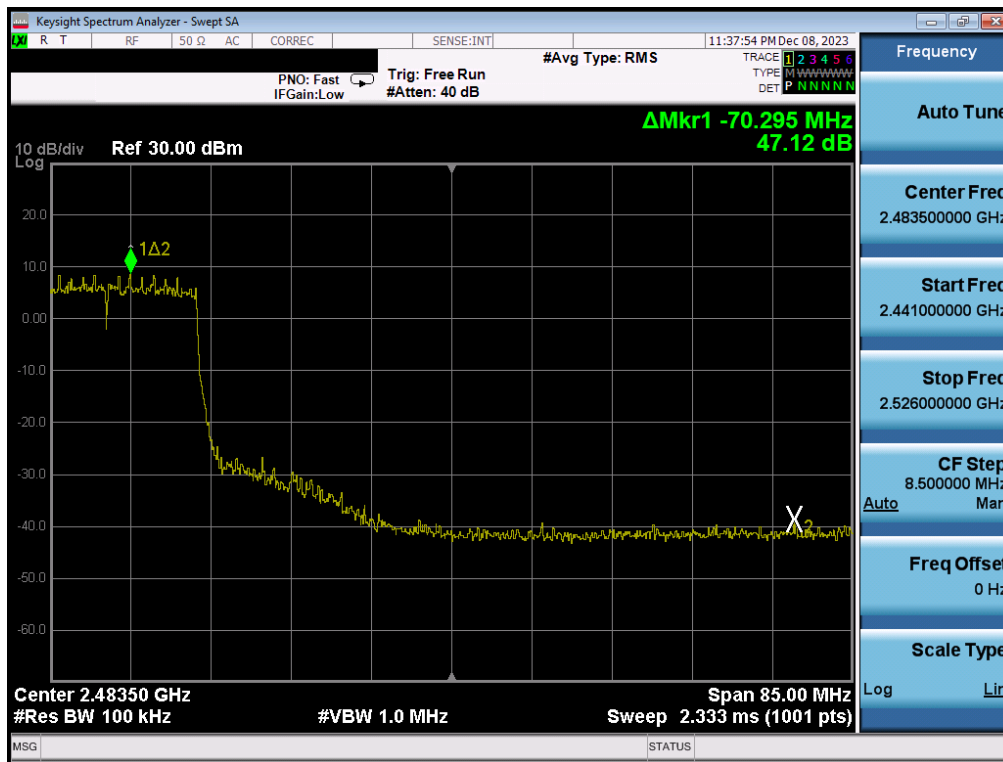 Keysight Spectrum Analyzer - Swept SA
LXI R T RF 50 Ω AC CORREC SENSE:INT 11:37:54 PM Dec 08, 2023
#Avg Type: RMS
TRACE 1 2 3 4 5 6
PNO: Fast
Trig: Free Run
TYPE M WWWWW
IFGain:Low
#Atten: 40 dB
DET P N N N N N
ΔMkr1 -70.295 MHz
47.12 dB
10 dB/div Ref 30.00 dBm
Log
20.0
1Δ2
10.0
0.00
-10.0
-20.0
-30.0
-40.0
2
-50.0
-60.0
Center 2.48350 GHz
Span 85.00 MHz
#Res BW 100 kHz
#VBW 1.0 MHz
Sweep 2.333 ms (1001 pts)
MSG
STATUS
Frequency
Auto Tune
Center Freq
2.483500000 GHz
Start Freq
2.441000000 GHz
Stop Freq
2.526000000 GHz
CF Step
8.500000 MHz
Auto Man
Freq Offset
0 Hz
Scale Type
Log Lin